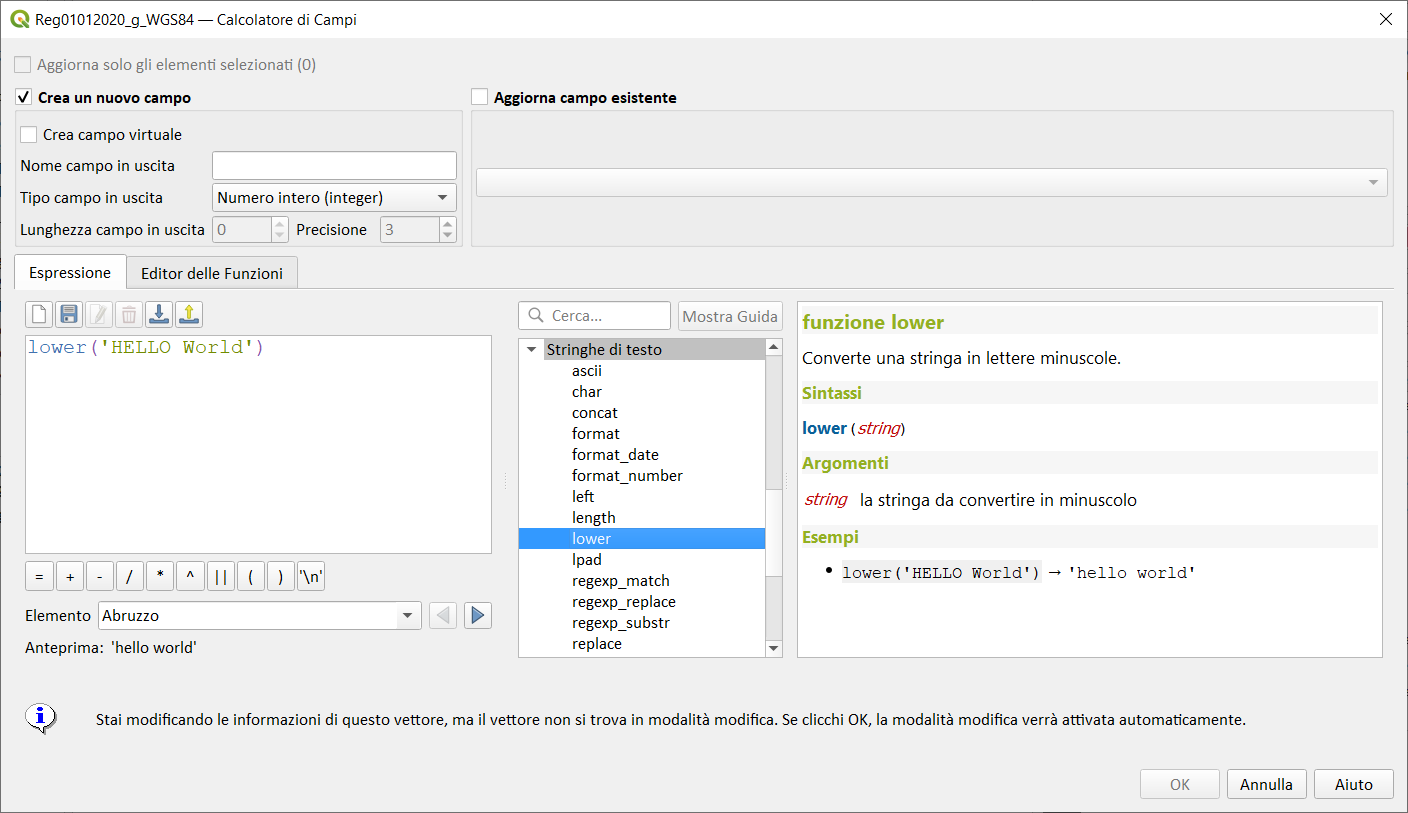 Reg01012020_g_WGS84 — Calcolatore di Campi
Aggiorna solo gli elementi selezionati (0)
Crea un nuovo campo
Aggiorna campo esistente
Crea campo virtuale
Nome campo in uscita
Tipo campo in uscita Numero intero (integer)
Lunghezza campo in uscita 0 Precisione 3
Espressione Editor delle Funzioni
lower('HELLO World')
= + - / * ^ || ( ) '\n'
Elemento Abruzzo
Anteprima: 'hello world'
Cerca... Mostra Guida
Stringhe di testo
ascii
char
concat
format
format_date
format_number
left
length
lower
lpad
regexp_match
regexp_replace
regexp_substr
replace
funzione lower
Converte una stringa in lettere minuscole.
Sintassi
lower (string)
Argomenti
string la stringa da convertire in minuscolo
Esempi
• lower('HELLO World') → 'hello world'
Stai modificando le informazioni di questo vettore, ma il vettore non si trova in modalità modifica. Se clicchi OK, la modalità modifica verrà attivata automaticamente.
OK Annulla Aiuto